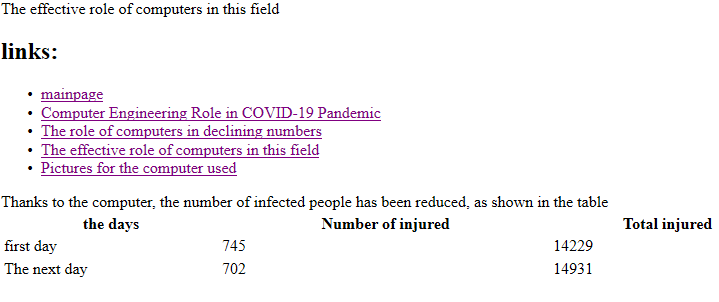 The effective role of computers in this field
links:
• mainpage
• Computer Engineering Role in COVID-19 Pandemic
• The role of computers in declining numbers
• The effective role of computers in this field
• Pictures for the computer used
Thanks to the computer, the number of infected people has been reduced, as shown in the table
the days Number of injured Total injured
first day 745 14229
The next day 702 14931